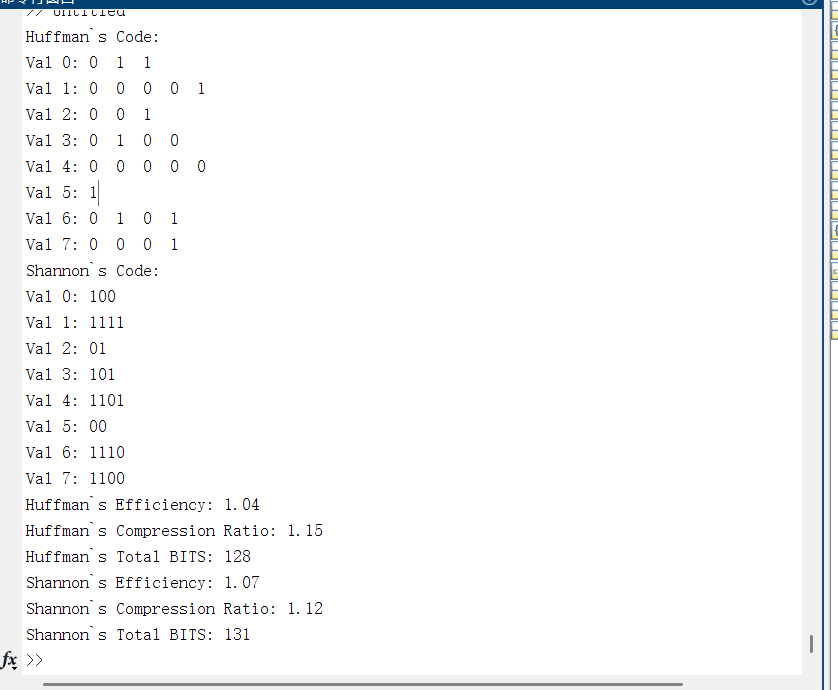 >> untitled
Huffman`s Code:
Val 0: 0 1 1
Val 1: 0 0 0 0 1
Val 2: 0 0 1
Val 3: 0 1 0 0
Val 4: 0 0 0 0 0
Val 5: 1
Val 6: 0 1 0 1
Val 7: 0 0 0 1
Shannon`s Code:
Val 0: 100
Val 1: 1111
Val 2: 01
Val 3: 101
Val 4: 1101
Val 5: 00
Val 6: 1110
Val 7: 1100
Huffman`s Efficiency: 1.04
Huffman`s Compression Ratio: 1.15
Huffman`s Total BITS: 128
Shannon`s Efficiency: 1.07
Shannon`s Compression Ratio: 1.12
Shannon`s Total BITS: 131
fx >>